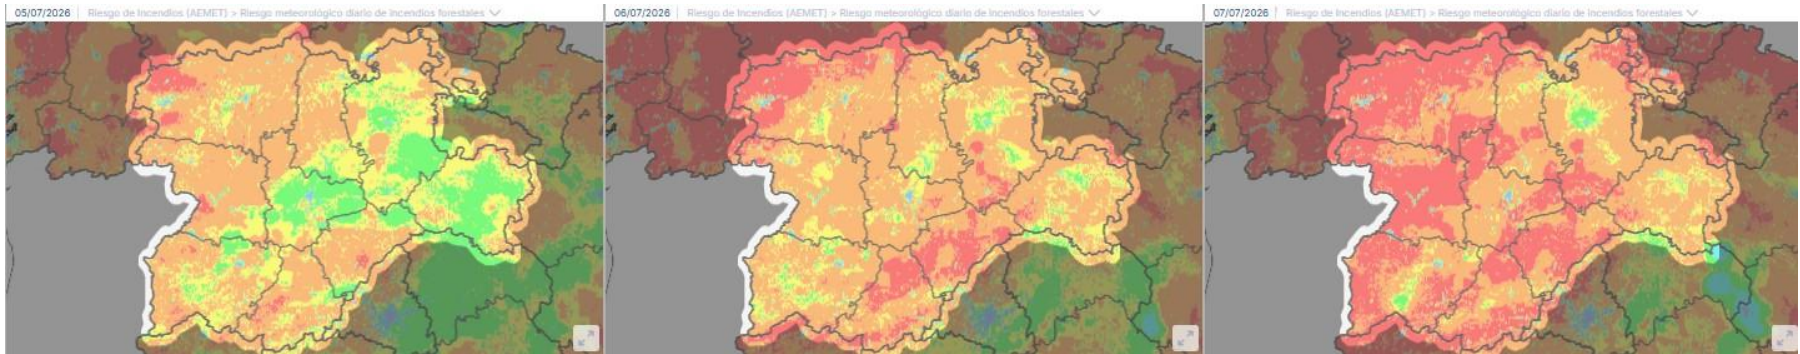 05/07/2026 Riesgo de Incendios (AEMET) > Riesgo meteorológico diario de incendios forestales
06/07/2026 Riesgo de Incendios (AEMET) > Riesgo meteorológico diario de incendios forestales
07/07/2026 Riesgo de Incendios (AEMET) > Riesgo meteorológico diario de incendios forestales